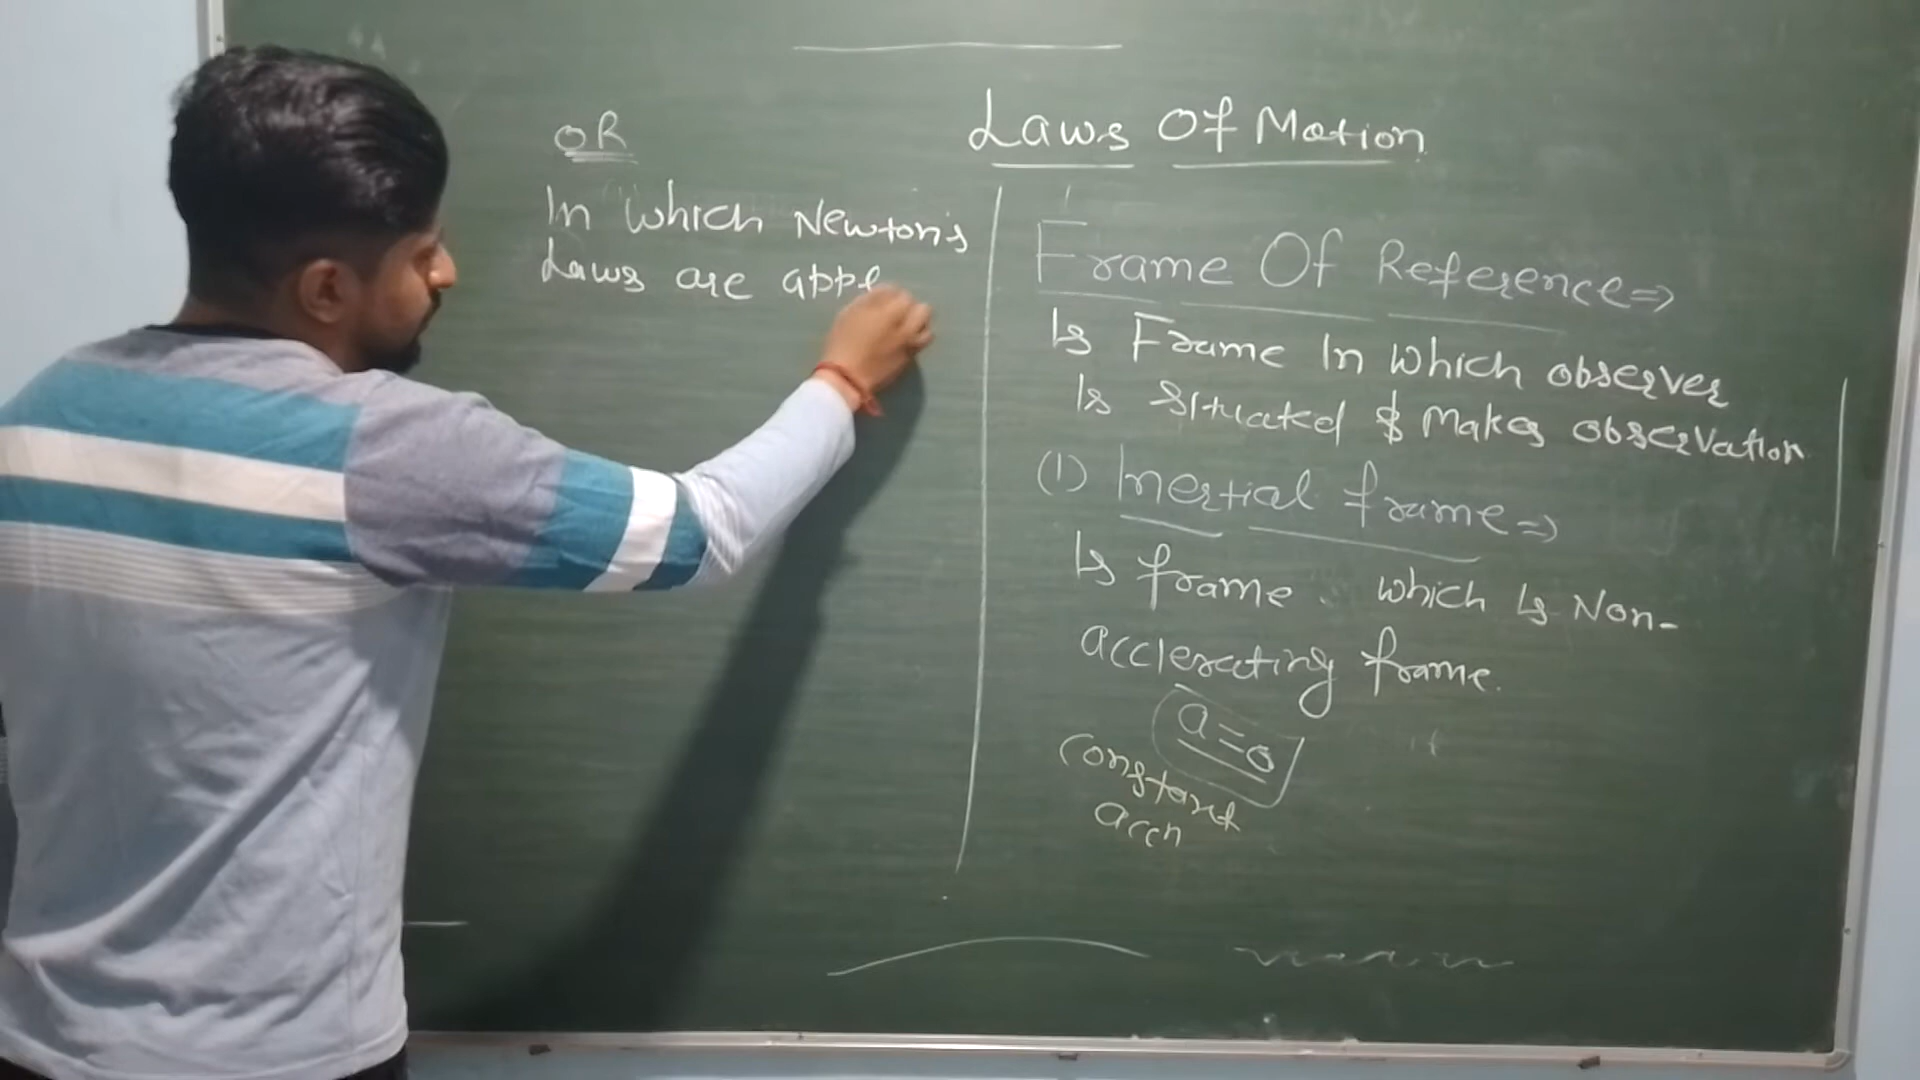 Laws Of Motion
Frame Of Reference⇒
Is Frame In which observer
Is Situated & Makes observation
(1) Inertial frame⇒
Is frame. which Is Non-
acclerating frame.
a=0
constant
accn
OR
In which Newton's
Laws are appl